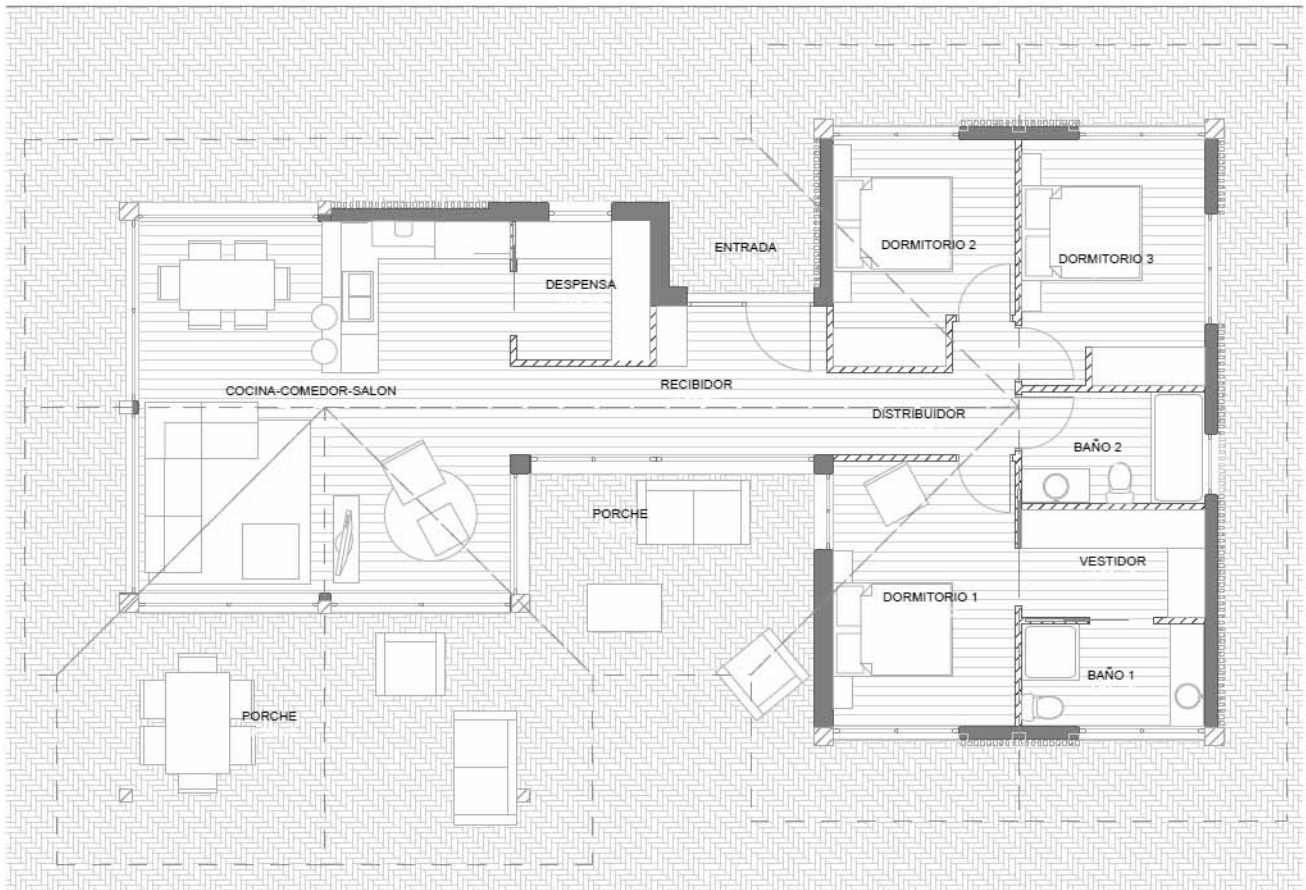 ENTRADA
DORMITORIO 2
DORMITORIO 3
DESPENSA
COCINA-COMEDOR-SALON
RECIBIDOR
DISTRIBUIDOR
BAÑO 2
PORCHE
VESTIDOR
DORMITORIO 1
BAÑO 1
PORCHE